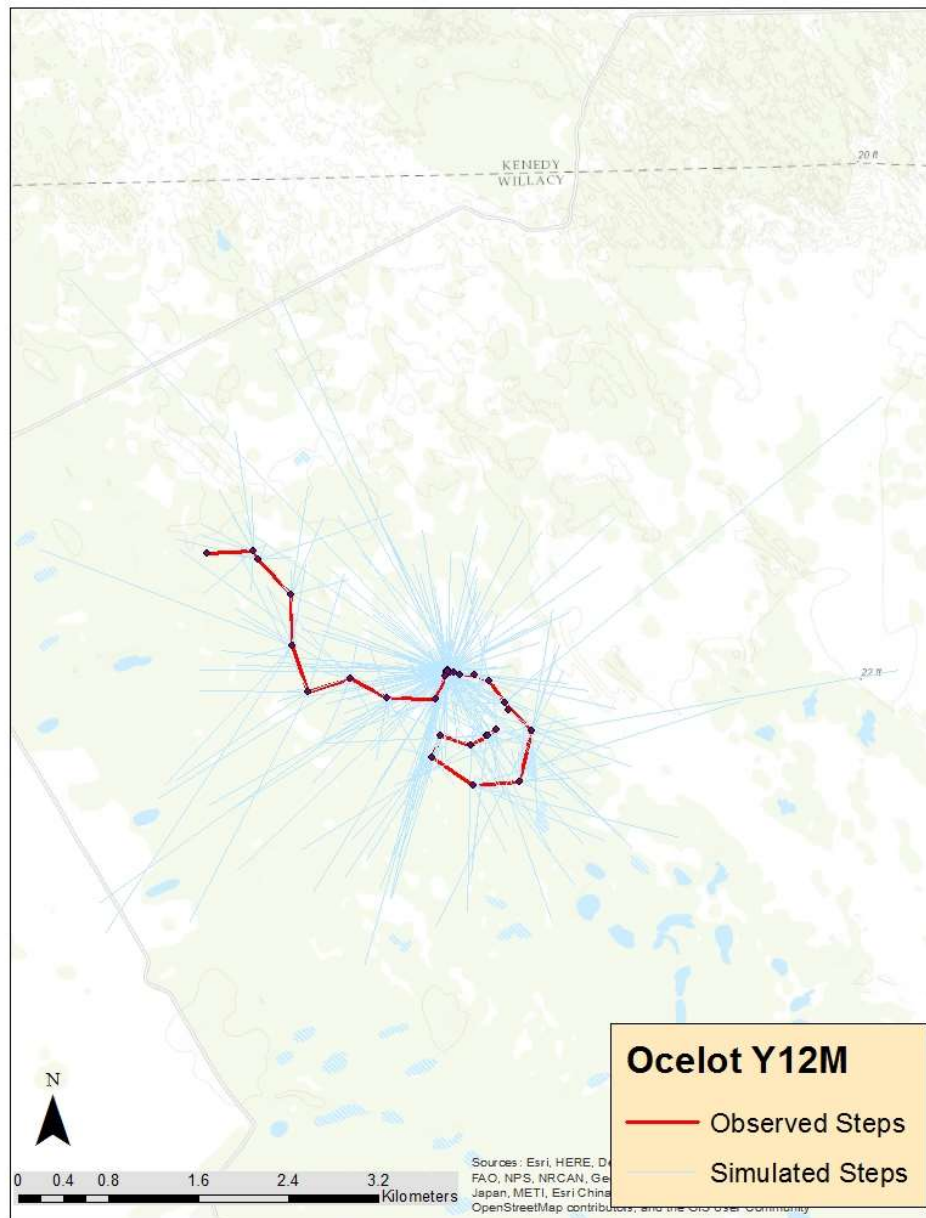 KENEDY
WILLACY
20 ft
22 ft
Ocelot Y12M
Observed Steps
Simulated Steps
N
0 0.4 0.8 1.6 2.4 3.2
Kilometers
Sources: Esri, HERE, De
FAO, NPS, NRCAN, Ge
Japan, METI, Esri China
OpenStreetMap contributors, and the GIS User Community